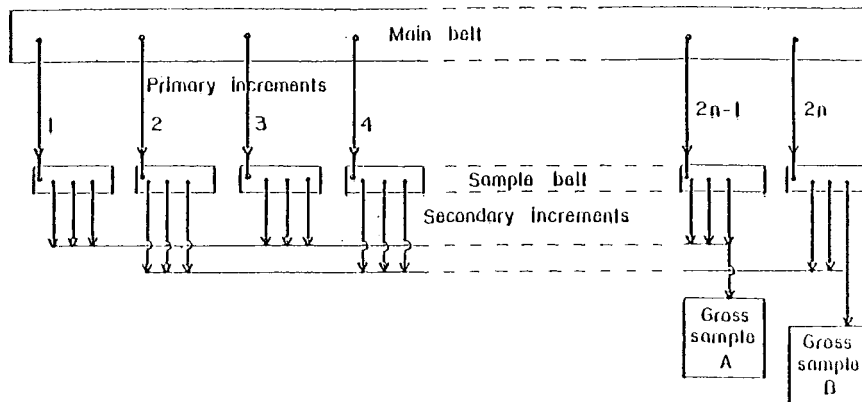 Main belt
Primary increments
1
2
3
4
2n-1
2n
Sample belt
Secondary increments
Gross
sample
A
Gross
sample
B